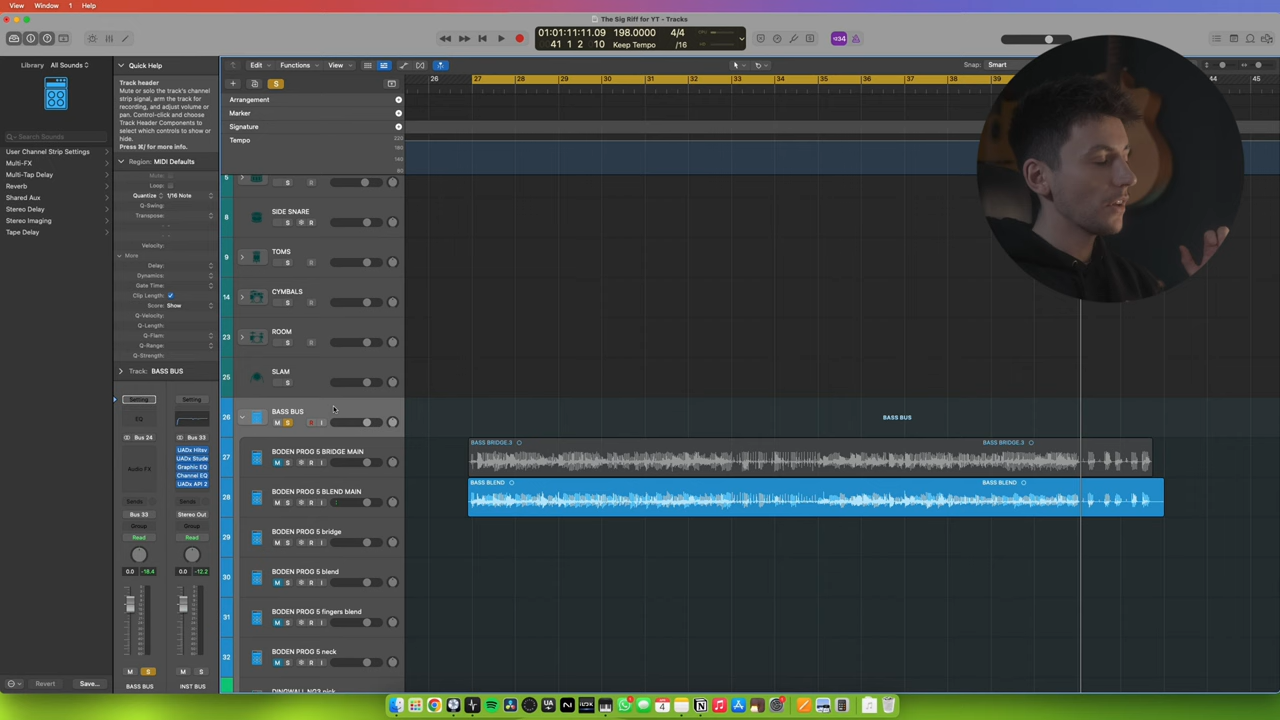 View Window 1 Help
The Sig Riff for YT - Tracks
01:01:11:11.09 198.0000 4/4
41 1 2 10 Keep Tempo /16
1234
Library All Sounds
Quick Help
Edit Functions View
Snap: Smart
Track header
Mute or solo the track's channel strip signal, arm the track for recording, and adjust volume or pan. Control-click and choose Track Header Components to select which controls to show or hide.
Press ⌘/ for more info.
26 27 28 29 30 31 32 33 34 35 36 37 38 39 44 45
S
Arrangement
Marker
Signature
Tempo
220
160
140
80
Search Sounds
User Channel Strip Settings
Multi-FX
Multi-Tap Delay
Reverb
Shared Aux
Stereo Delay
Stereo Imaging
Tape Delay
Region: MIDI Defaults
Mute:
Loop:
Quantize 1/16 Note
Q-Swing:
Transpose:
Velocity:
More
Delay:
Dynamics:
Gate Time:
Clip Length:
Score: Show
Q-Velocity:
Q-Length:
Q-Flam:
Q-Range:
Q-Strength:
Track: BASS BUS
5 S R
8 SIDE SNARE
S R
9 TOMS
S R
14 CYMBALS
S R
23 ROOM
S R
25 SLAM
S
26 BASS BUS
M S R I
BASS BUS
27 BODEN PROG 5 BRIDGE MAIN
M S R I
BASS BRIDGE.3 BASS BRIDGE.3
28 BODEN PROG 5 BLEND MAIN
M S R I
BASS BLEND BASS BLEND
29 BODEN PROG 5 bridge
M S R I
30 BODEN PROG 5 blend
M S R I
31 BODEN PROG 5 fingers blend
M S R I
32 BODEN PROG 5 neck
M S R I
DINGWALL NG3 pick
Setting Setting
EQ
Bus 24 Bus 33
Audio FX
UADx Hitsv
UADx Stude
Graphic EQ
Channel EQ
UADx API 2
Sends Sends
Bus 33 Stereo Out
Group Group
Read Read
0.0 -18.4 0.0 -12.2
M S M S
BASS BUS INST BUS
Revert Save...